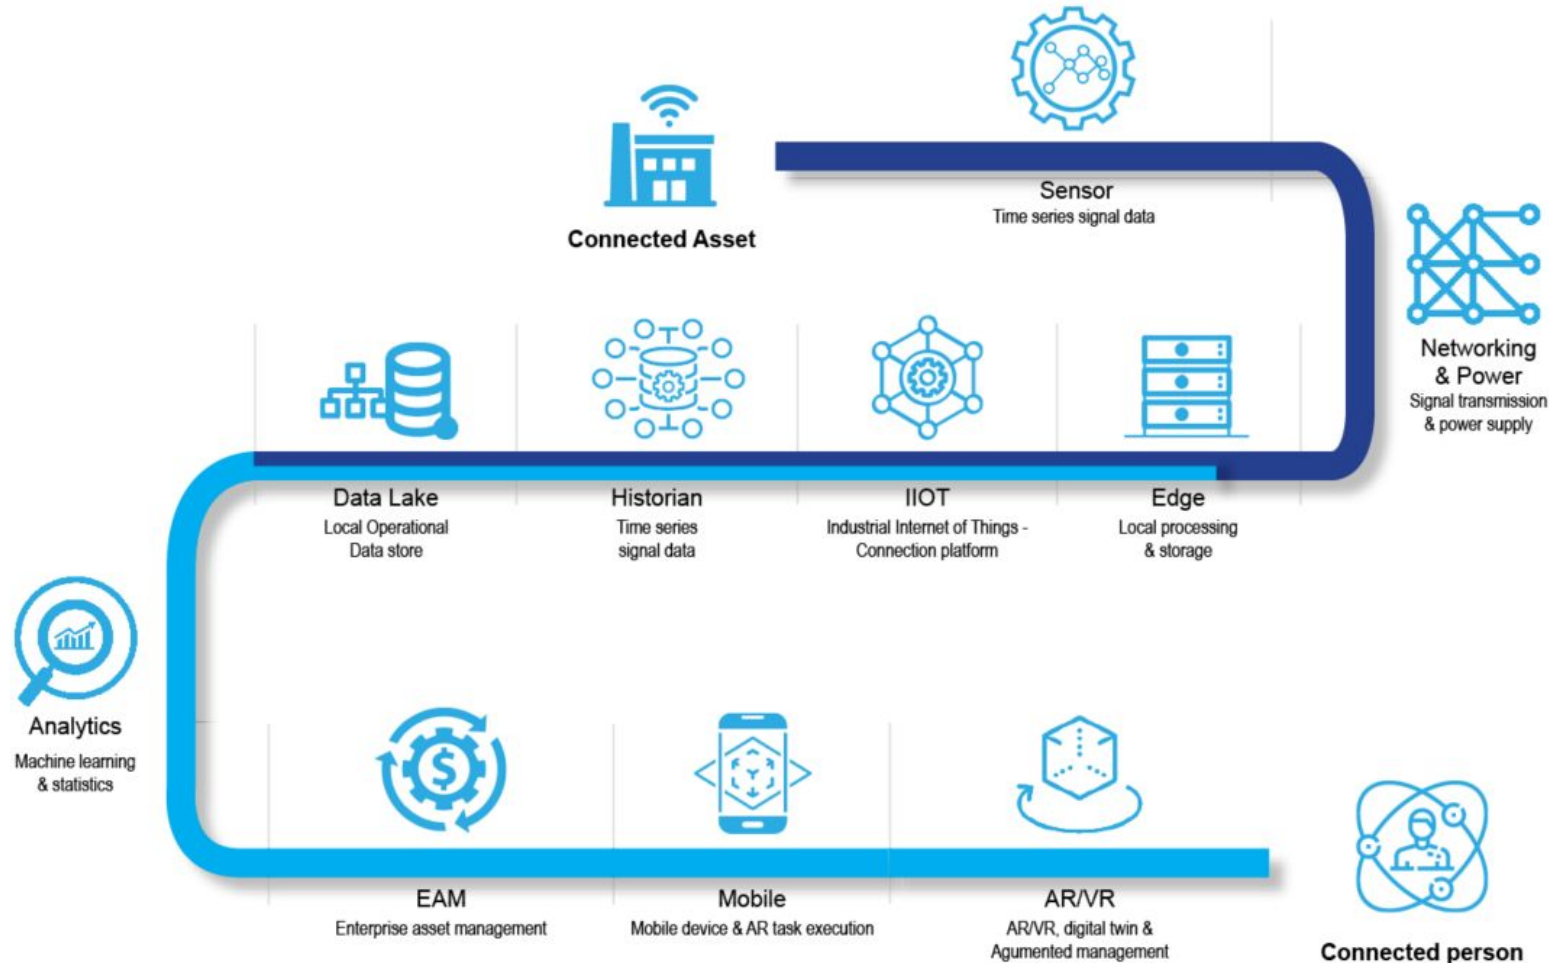 Connected Asset
Sensor
Time series signal data
Networking
& Power
Signal transmission
& power supply
Data Lake
Local Operational
Data store
Historian
Time series
signal data
IIOT
Industrial Internet of Things -
Connection platform
Edge
Local processing
& storage
Analytics
Machine learning
& statistics
$
EAM
Enterprise asset management
Mobile
Mobile device & AR task execution
AR/VR
AR/VR, digital twin &
Agumented management
Connected person